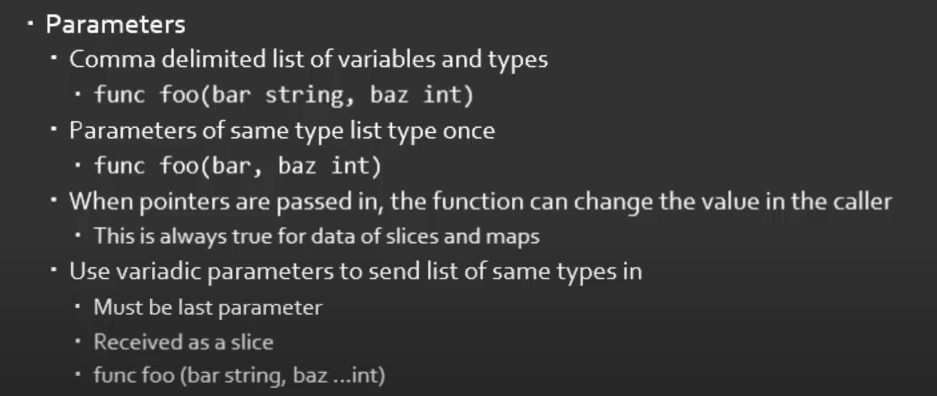 Parameters
Comma delimited list of variables and types
func foo(bar string, baz int)
Parameters of same type list type once
func foo(bar, baz int)
When pointers are passed in, the function can change the value in the caller
This is always true for data of slices and maps
Use variadic parameters to send list of same types in
Must be last parameter
Received as a slice
func foo (bar string, baz ...int)